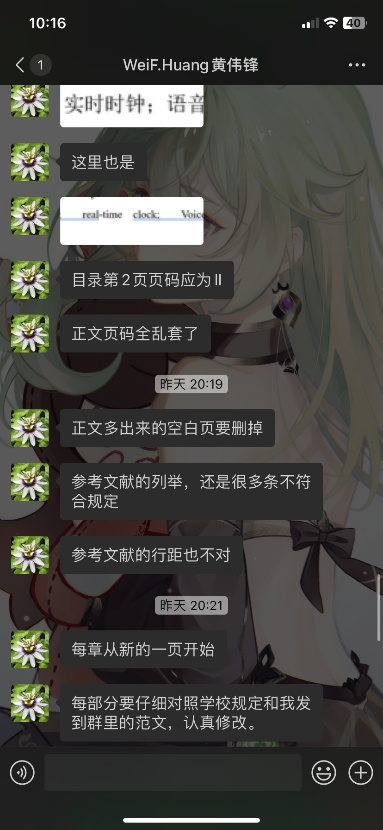 10:16
40
1
WeiF.Huang黄伟锋
实时时钟；语音
这里也是
real-time clock; Voic
目录第2页页码应为Ⅱ
正文页码全乱套了
昨天 20:19
正文多出来的空白页要删掉
参考文献的列举，还是很多条不符
合规定
参考文献的行距也不对
昨天 20:21
每章从新的一页开始
每部分要仔细对照学校规定和我发
到群里的范文，认真修改。